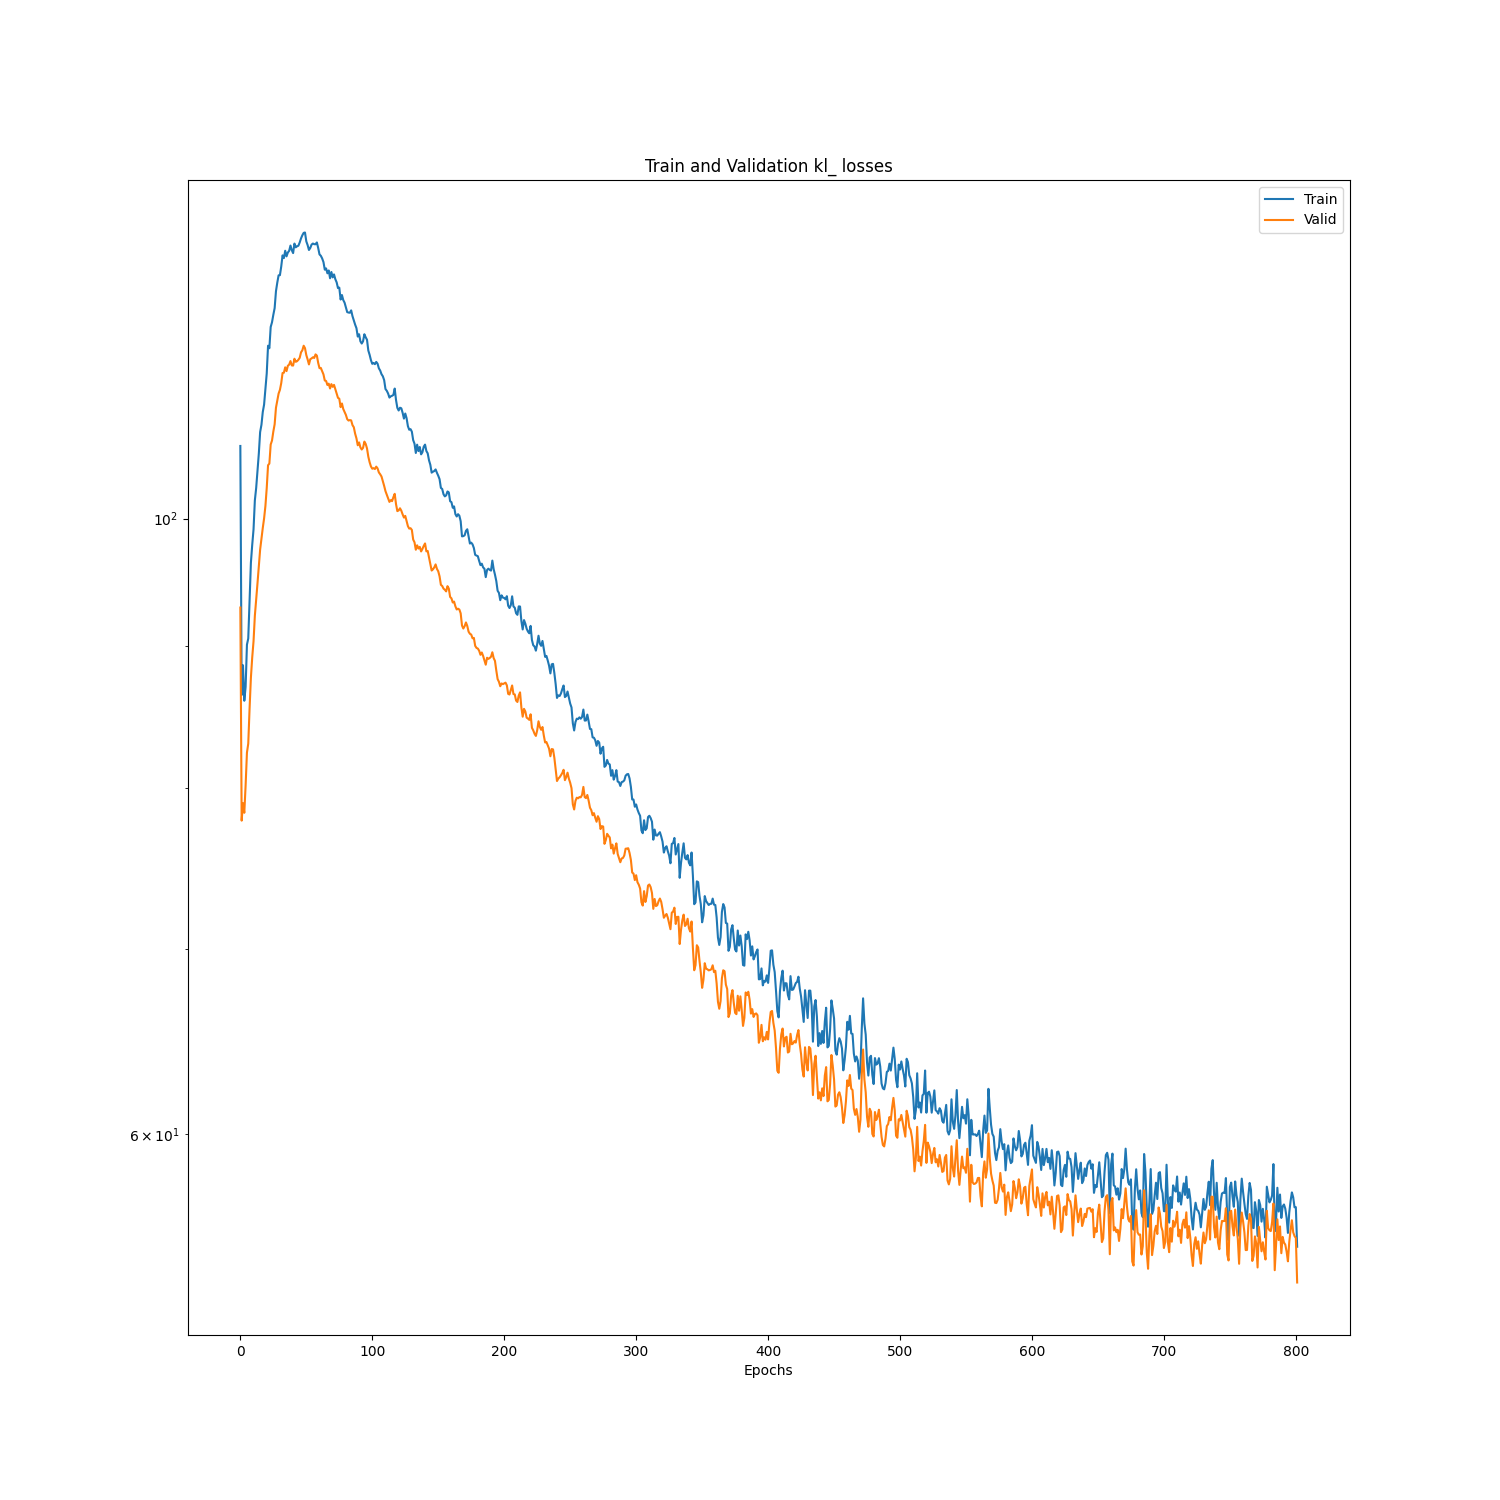 Train and Validation kl_ losses
Train
Valid
10²
6 × 10¹
0 100 200 300 400 500 600 700 800
Epochs